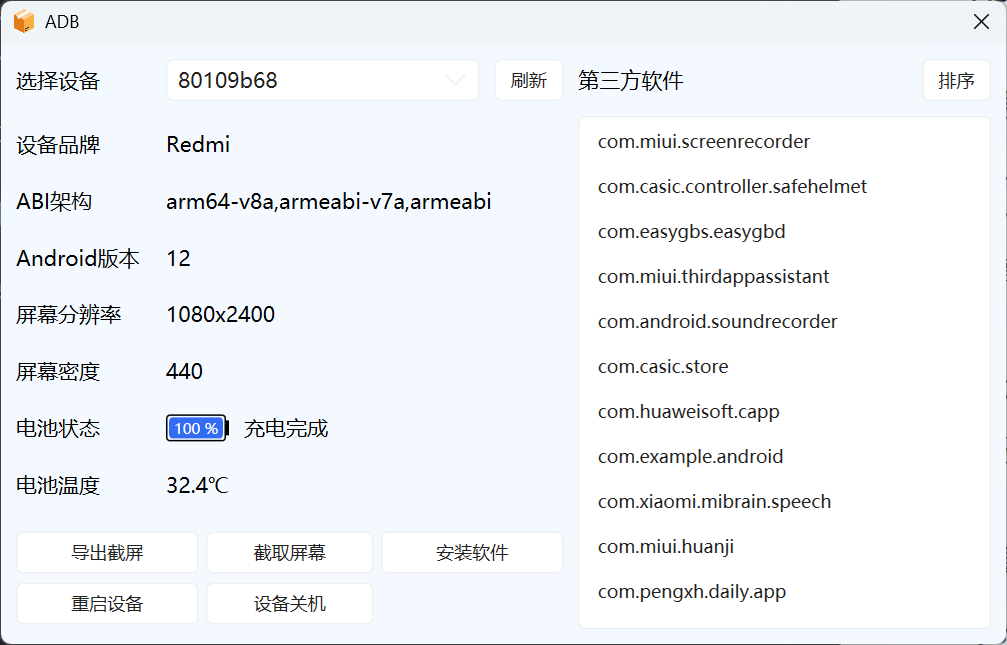 ADB
选择设备 80109b68 刷新
设备品牌 Redmi
ABI架构 arm64-v8a,armeabi-v7a,armeabi
Android版本 12
屏幕分辨率 1080x2400
屏幕密度 440
电池状态 100 % 充电完成
电池温度 32.4℃
导出截屏 截取屏幕 安装软件
重启设备 设备关机
第三方软件 排序
com.miui.screenrecorder
com.casic.controller.safehelmet
com.easygbs.easygbd
com.miui.thirdappassistant
com.android.soundrecorder
com.casic.store
com.huaweisoft.capp
com.example.android
com.xiaomi.mibrain.speech
com.miui.huanji
com.pengxh.daily.app